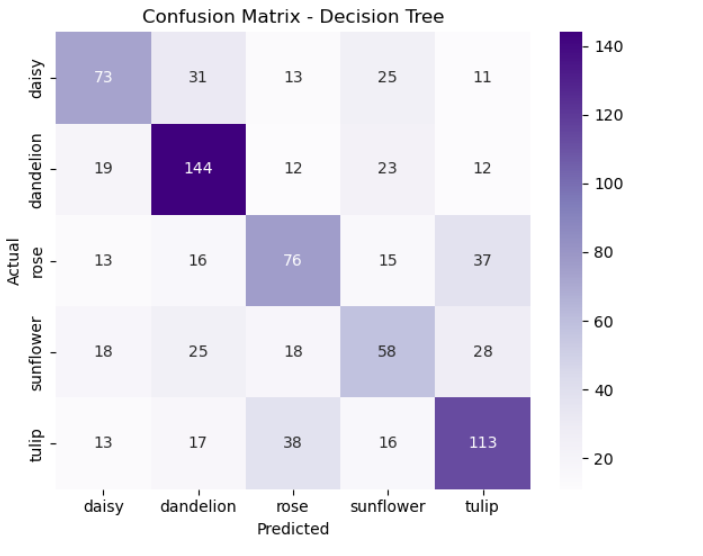 Confusion Matrix - Decision Tree
daisy 73 31 13 25 11
dandelion 19 144 12 23 12
rose 13 16 76 15 37
sunflower 18 25 18 58 28
tulip 13 17 38 16 113
daisy dandelion rose sunflower tulip
Predicted
Actual
140
120
100
80
60
40
20